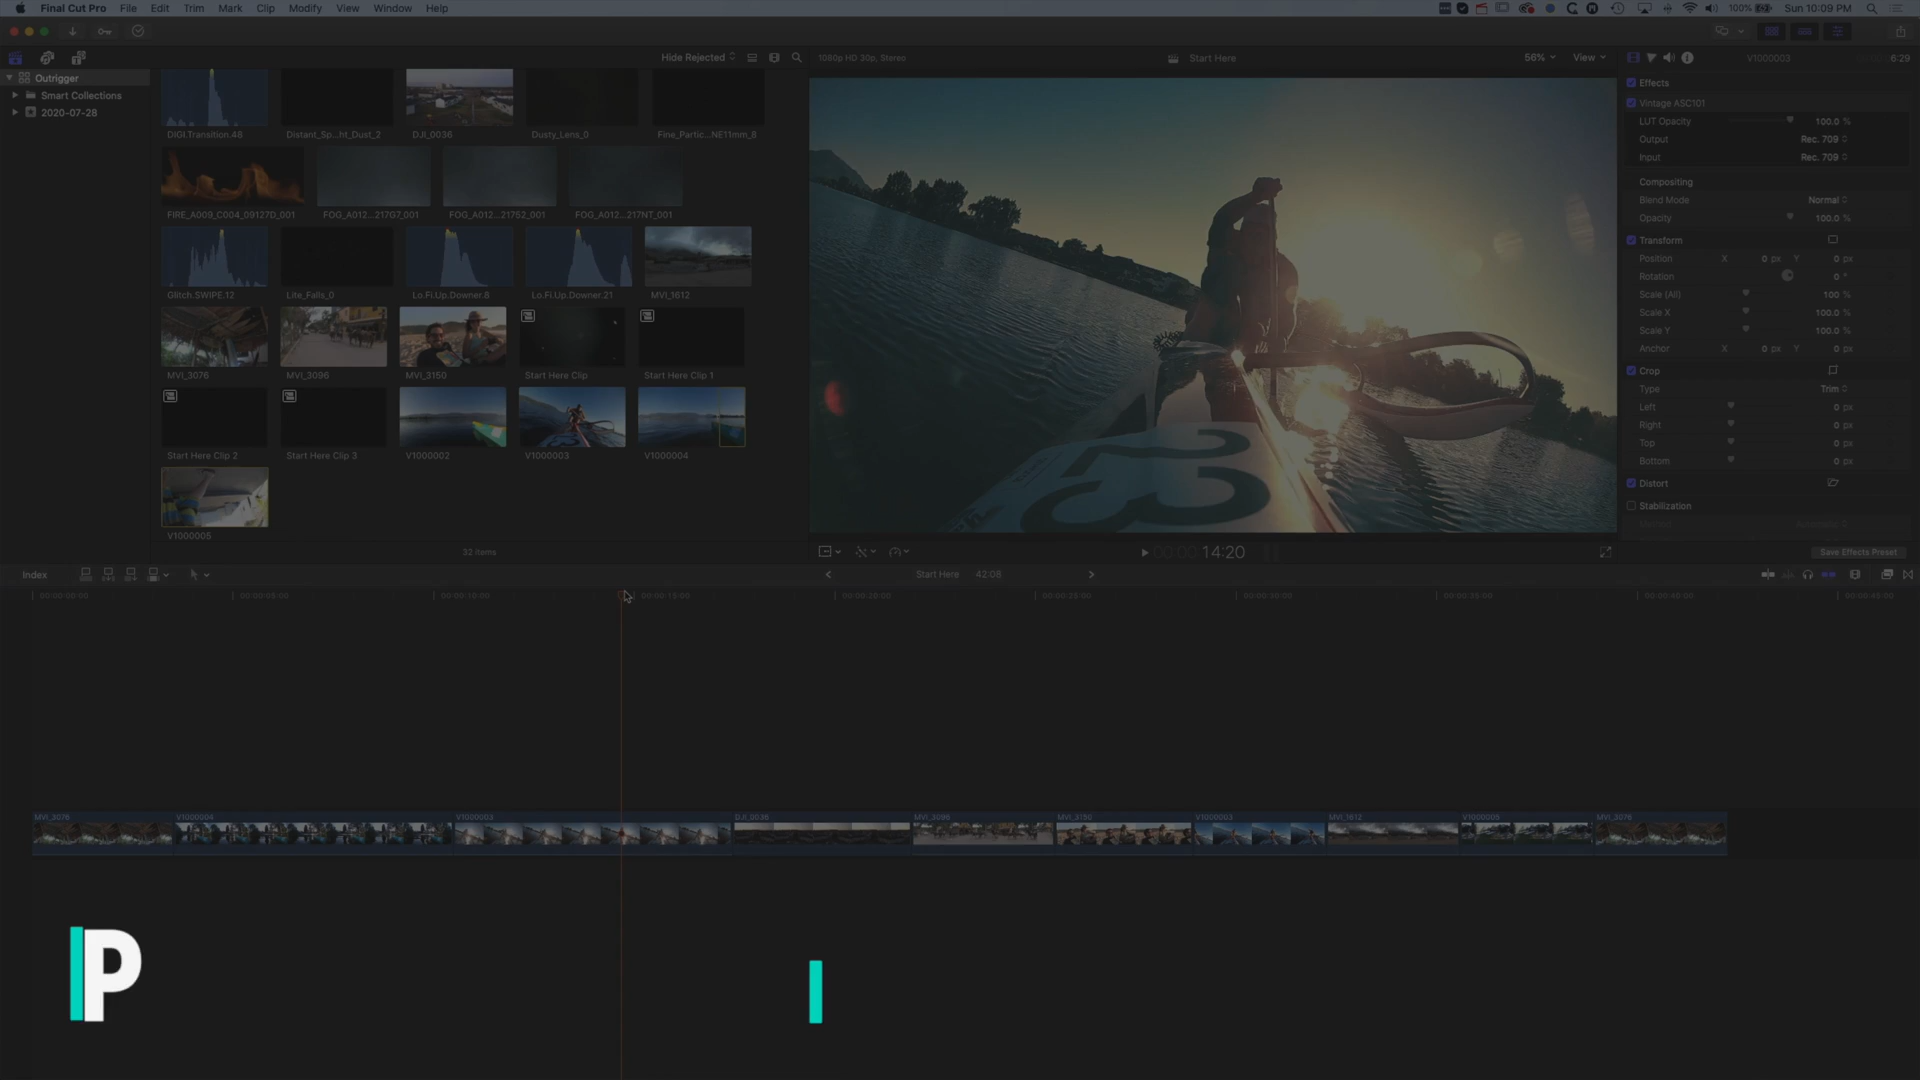 Final Cut Pro File Edit Trim Mark Clip Modify View Window Help
100% Sun 10:09 PM
Hide Rejected
1080p HD 30p, Stereo
Start Here
56%
View
V1000003
6:29
Outrigger
Smart Collections
2020-07-28
DIGI.Transition.48
Distant_Sp...ht_Dust_2
DJI_0036
Dusty_Lens_0
Fine_Partic...NE11mm_8
FIRE_A009_C004_09127D_001
FOG_A012...217G7_001
FOG_A012...21752_001
FOG_A012...217NT_001
Glitch.SWIPE.12
Lite_Falls_0
Lo.Fi.Up.Downer.8
Lo.Fi.Up.Downer.21
MVI_1612
MVI_3076
MVI_3096
MVI_3150
Start Here Clip
Start Here Clip 1
Start Here Clip 2
Start Here Clip 3
V1000002
V1000003
V1000004
V1000005
32 items
23
Effects
Vintage ASC101
LUT Opacity 100.0 %
Output Rec. 709
Input Rec. 709
Compositing
Blend Mode Normal
Opacity 100.0 %
Transform
Position X 0 px Y 0 px
Rotation 0 °
Scale (All) 100 %
Scale X 100.0 %
Scale Y 100.0 %
Anchor X 0 px Y 0 px
Crop
Type Trim
Left 0 px
Right 0 px
Top 0 px
Bottom 0 px
Distort
Stabilization
Method Automatic
Save Effects Preset
00:00:14:20
Index
Start Here 42:08
00:00:00:00 00:00:05:00 00:00:10:00 00:00:15:00 00:00:20:00 00:00:25:00 00:00:30:00 00:00:35:00 00:00:40:00 00:00:45:00
MVI_3076 V1000004 V1000003 DJI_0036 MVI_3096 MVI_3150 V1000003 MVI_1612 V1000005 MVI_3076
P